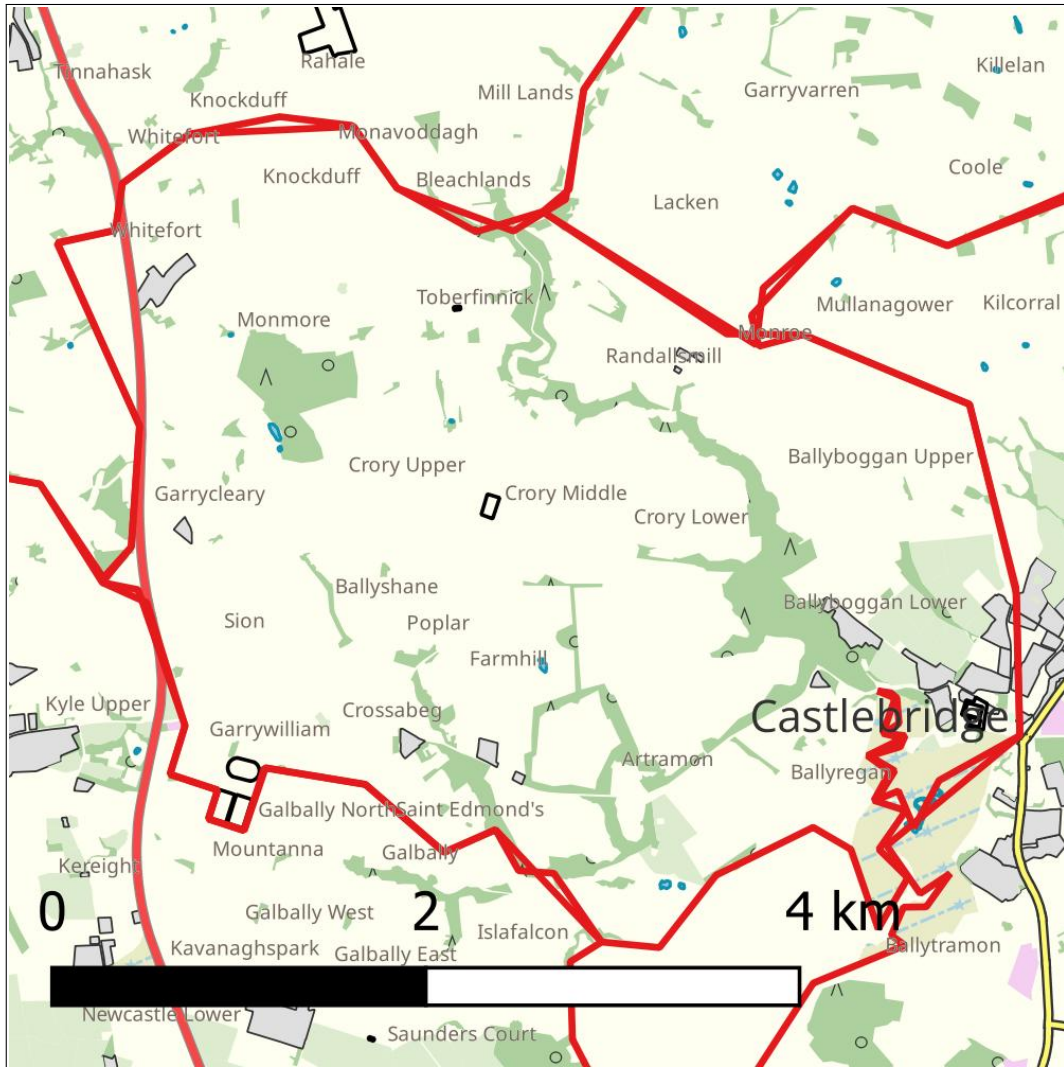 Tinnahask
Rahale
Killelan
Knockduff
Mill Lands
Garryvarren
Whitefort
Monavoddagh
Knockduff
Bleachlands
Coole
Lacken
Whitefort
Toberfinnick
Mullanagower
Kilcorral
Monmore
Monroe
Randallsmill
Crory Upper
Ballyboggan Upper
Garrycleary
Crory Middle
Crory Lower
Ballyshane
Ballyboggan Lower
Sion
Poplar
Farmhill
Kyle Upper
Crossabeg
Castlebridge
Garrywilliam
Artramon
Ballyregan
Galbally North
Saint Edmond's
Mountanna
Galbally
Kereight
0 2 4 km
Galbally West
Islafalcon
Kavanaghspark
Galbally East
Ballytramon
Newcastle Lower
Saunders Court